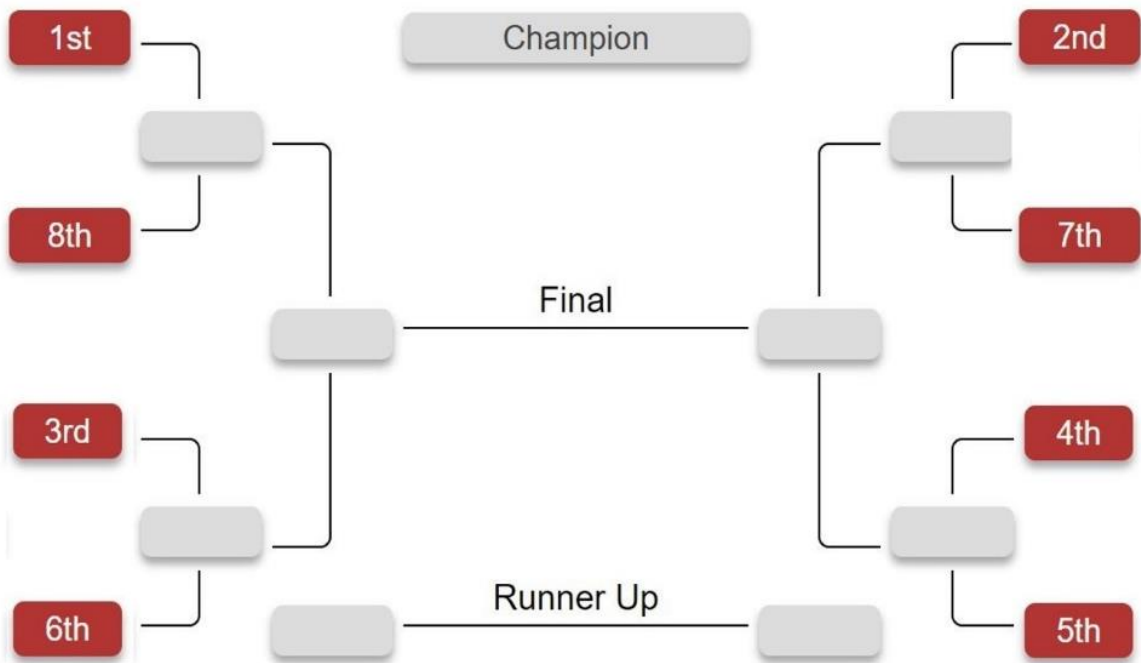 1st
Champion
2nd
8th
7th
Final
3rd
4th
Runner Up
6th
5th